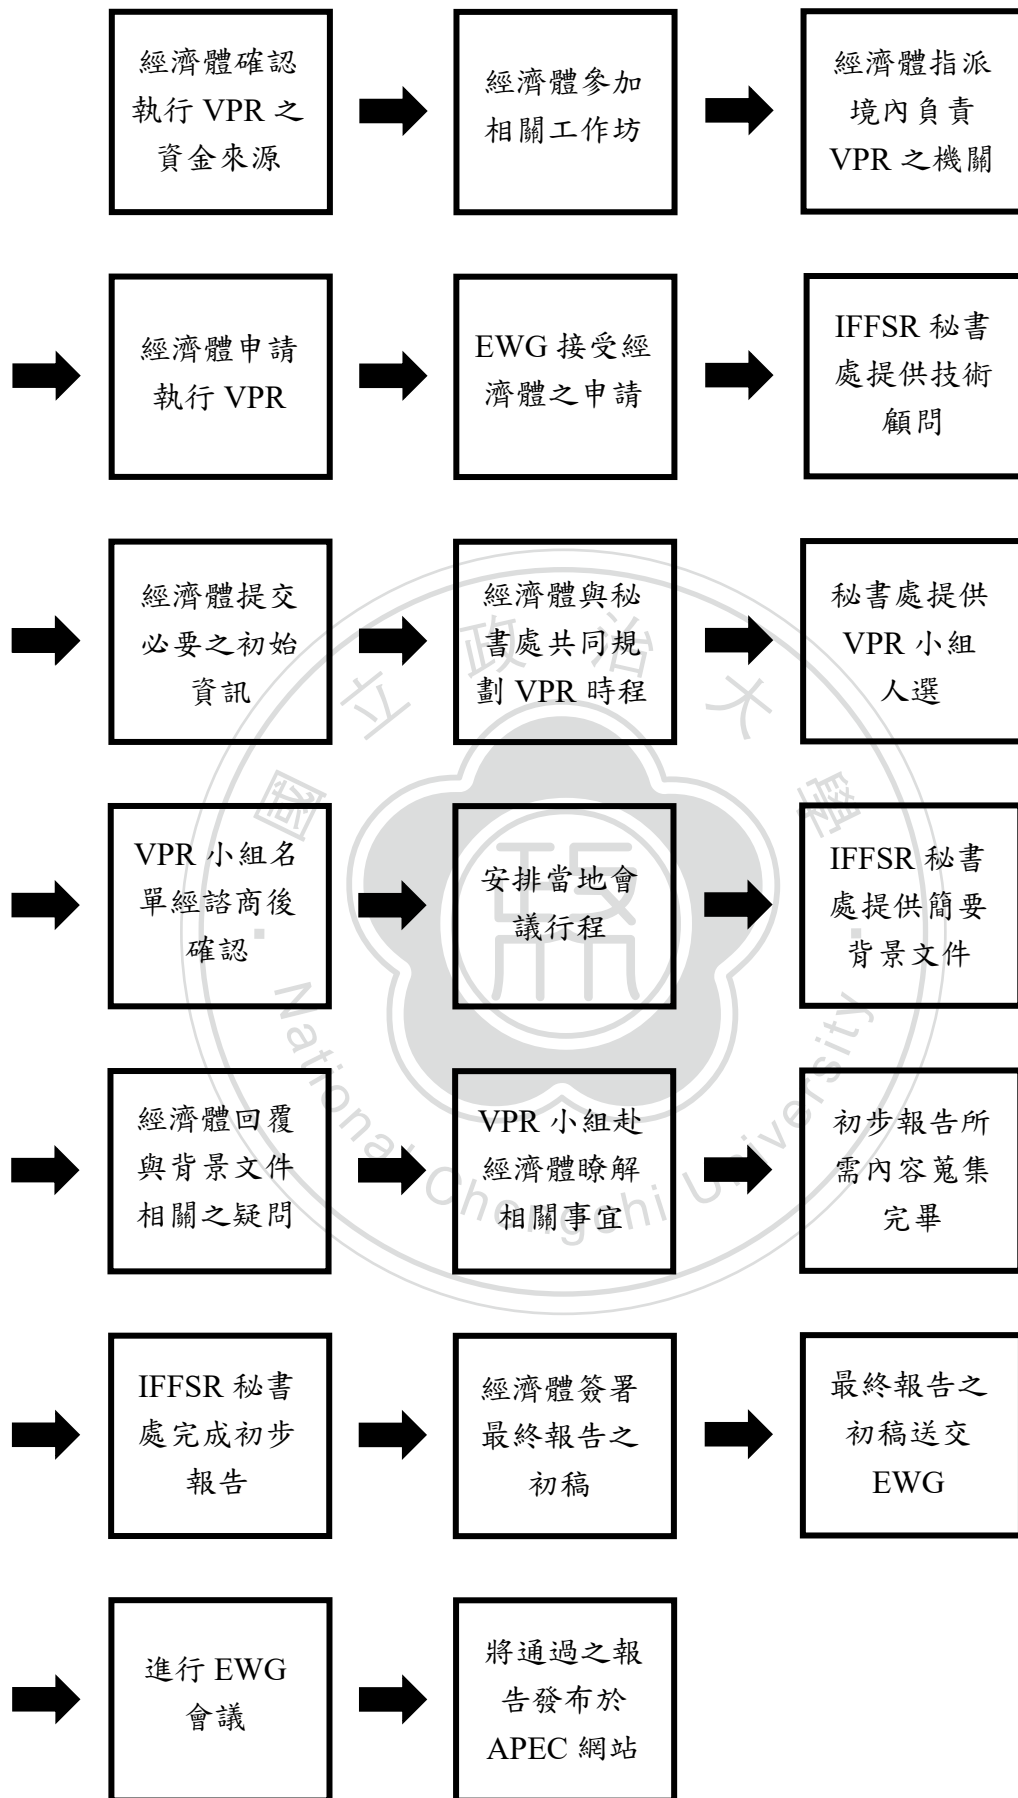 經濟體確認
執行 VPR 之
資金來源
經濟體參加
相關工作坊
經濟體指派
境內負責
VPR 之機關
經濟體申請
執行 VPR
EWG 接受經
濟體之申請
IFFSR 秘書
處提供技術
顧問
經濟體提交
必要之初始
資訊
經濟體與秘
書處共同規
劃 VPR 時程
秘書處提供
VPR 小組
人選
VPR 小組名
單經諮商後
確認
安排當地會
議行程
IFFSR 秘書
處提供簡要
背景文件
經濟體回覆
與背景文件
相關之疑問
VPR 小組赴
經濟體瞭解
相關事宜
初步報告所
需內容蒐集
完畢
IFFSR 秘書
處完成初步
報告
經濟體簽署
最終報告之
初稿
最終報告之
初稿送交
EWG
進行 EWG
會議
將通過之報
告發布於
APEC 網站
國立政治大學
National Chengchi University